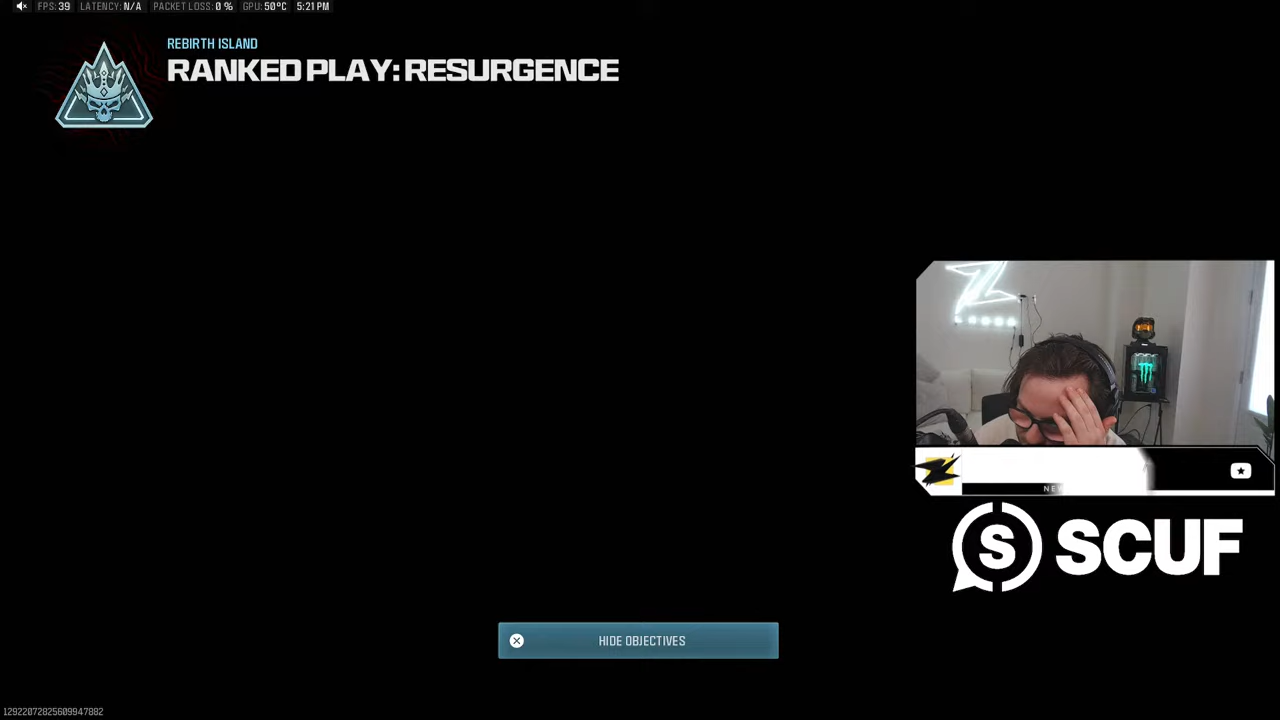 FPS: 39 LATENCY: N/A PACKET LOSS: 0 % GPU: 50°C 5:21 PM
REBIRTH ISLAND
RANKED PLAY: RESURGENCE
S SCUF
HIDE OBJECTIVES
12922072825609947882